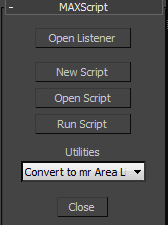 - MAXScript
Open Listener
New Script
Open Script
Run Script
Utilities
Convert to mr Area L
Close